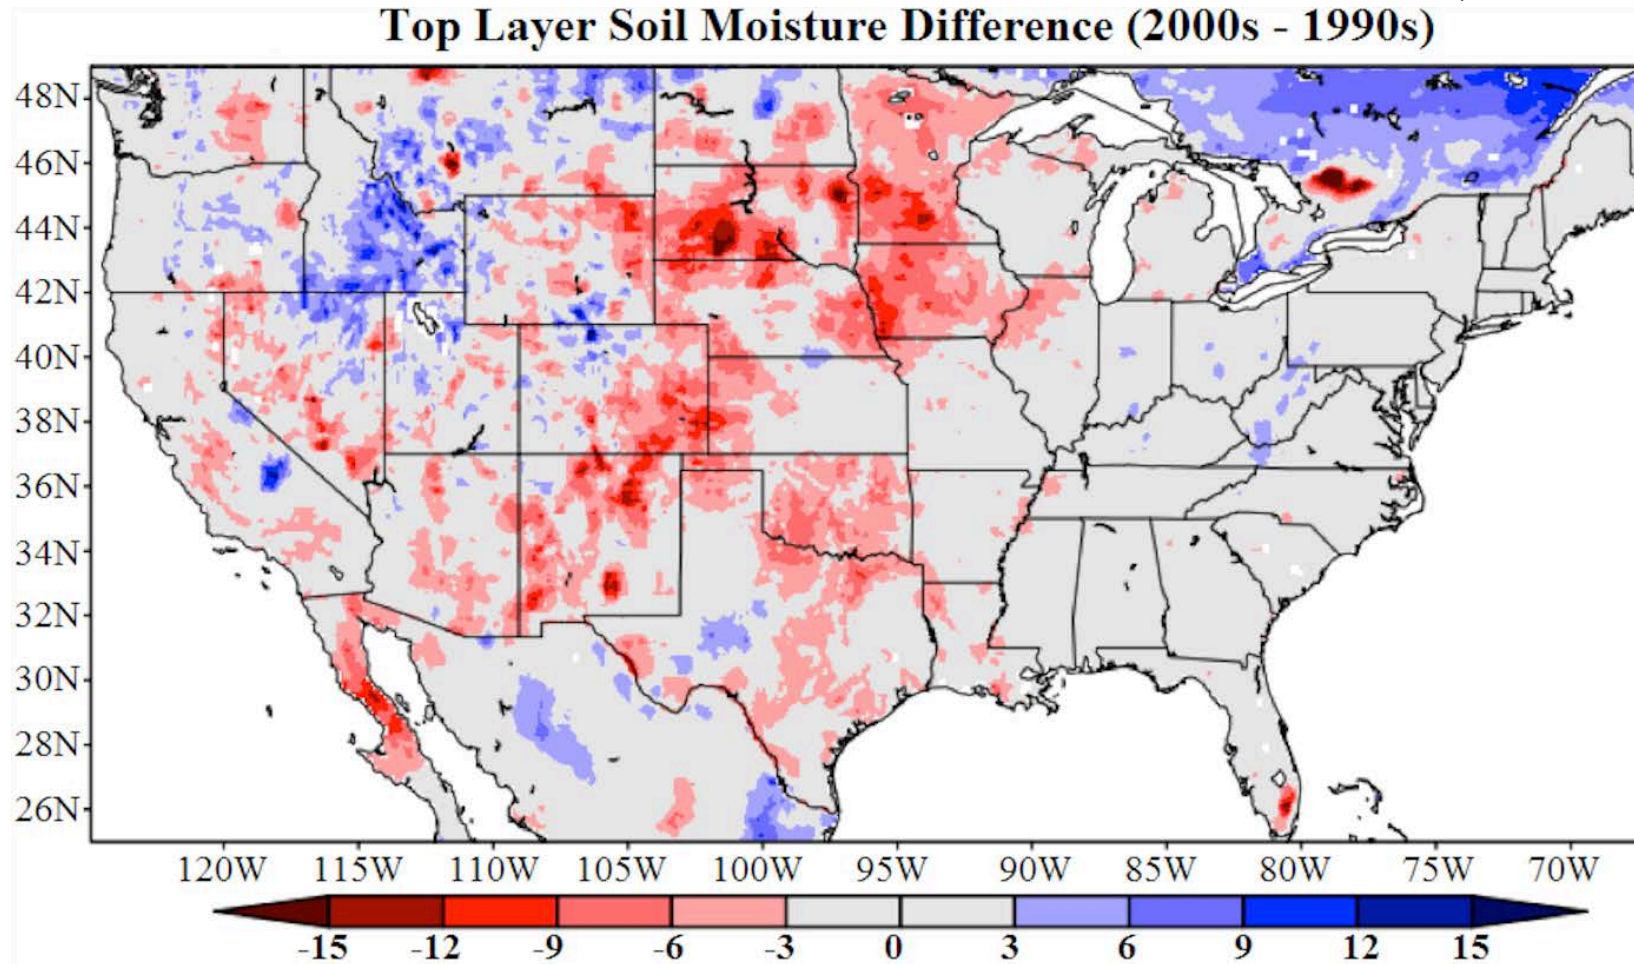 Top Layer Soil Moisture Difference (2000s - 1990s)
48N
46N
44N
42N
40N
38N
36N
34N
32N
30N
28N
26N
120W 115W 110W 105W 100W 95W 90W 85W 80W 75W 70W
-15 -12 -9 -6 -3 0 3 6 9 12 15